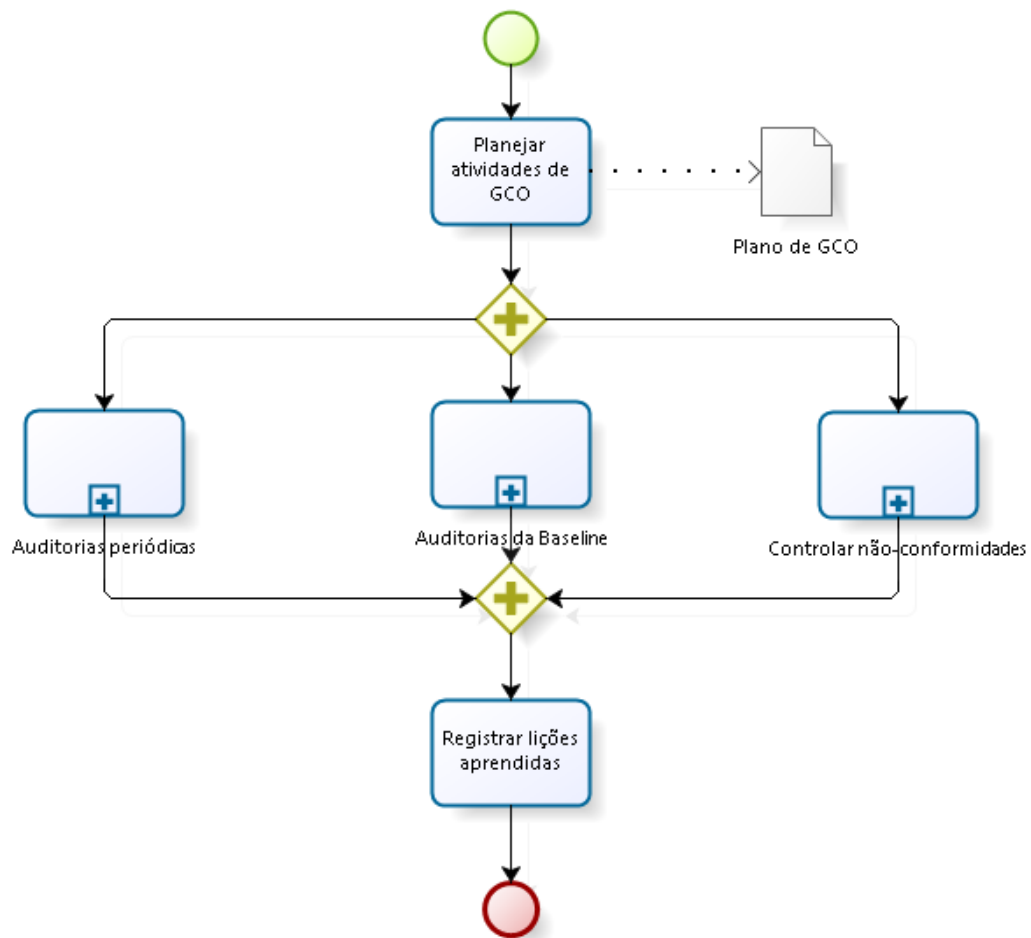 Planejar
atividades de
GCO
Plano de GCO
Auditorias periódicas
Auditorias da Baseline
Controlar não-conformidades
Registrar lições
aprendidas